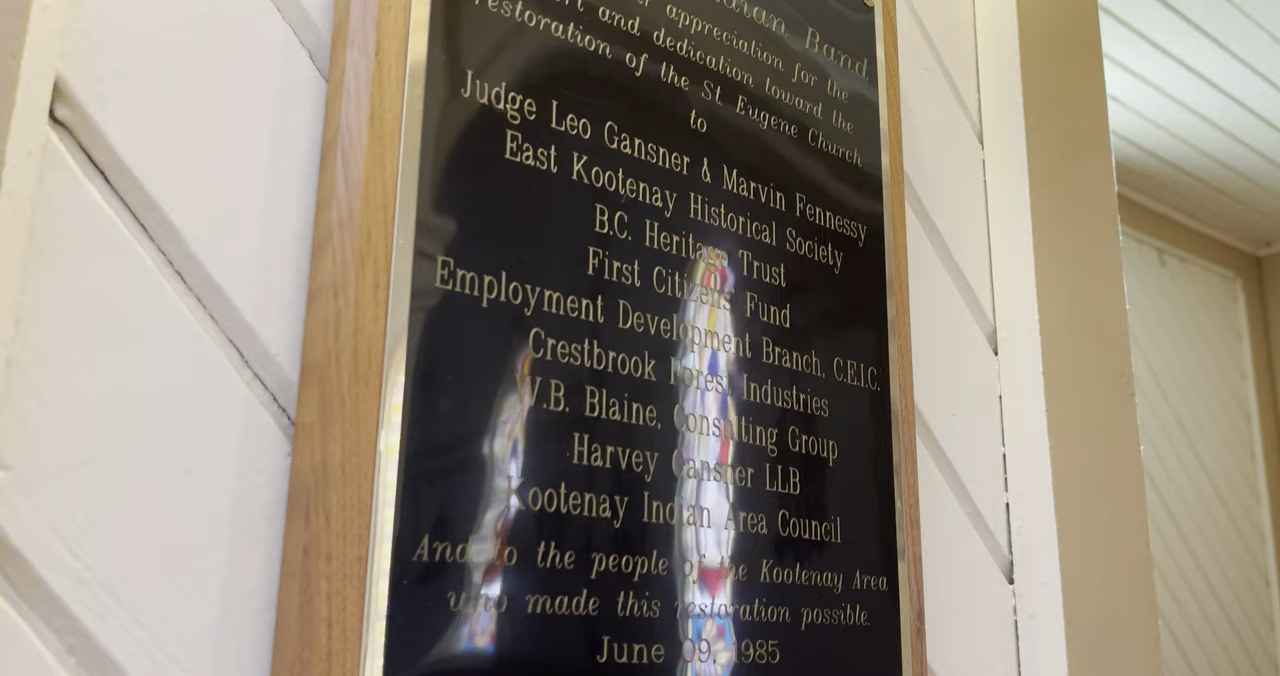 Band
appreciation for the
and dedication toward the
restoration of the St. Eugene Church
to
Judge Leo Gansner & Marvin Fennessy
East Kootenay Historical Society
B.C. Heritage Trust
First Citizens Fund
Employment Development Branch, C.E.I.C.
Crestbrook Forest Industries
W.B. Blaine, Consulting Group
Harvey Gansner LLB
Kootenay Indian Area Council
And to the people of the Kootenay Area
who made this restoration possible.
June 09, 1985